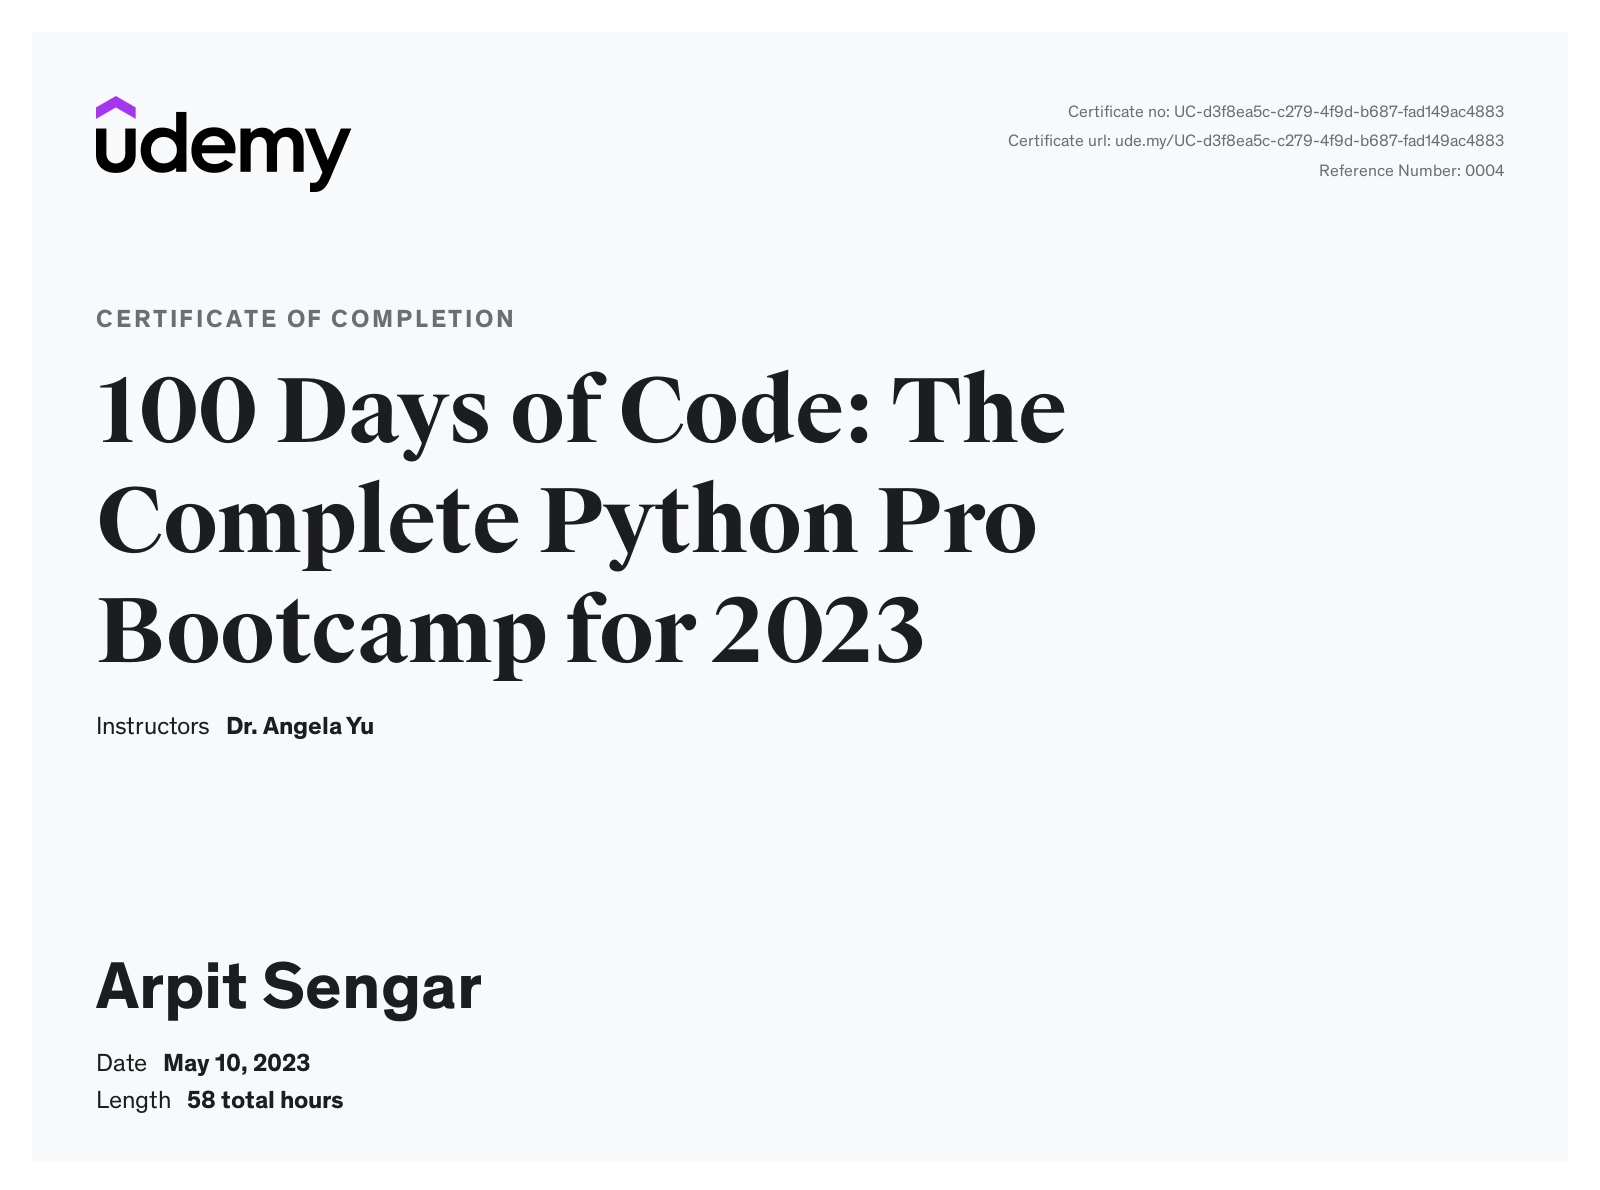 udemy
Certificate no: UC-d3f8ea5c-c279-4f9d-b687-fad149ac4883
Certificate url: ude.my/UC-d3f8ea5c-c279-4f9d-b687-fad149ac4883
Reference Number: 0004
CERTIFICATE OF COMPLETION
100 Days of Code: The
Complete Python Pro
Bootcamp for 2023
Instructors Dr. Angela Yu
Arpit Sengar
Date May 10, 2023
Length 58 total hours